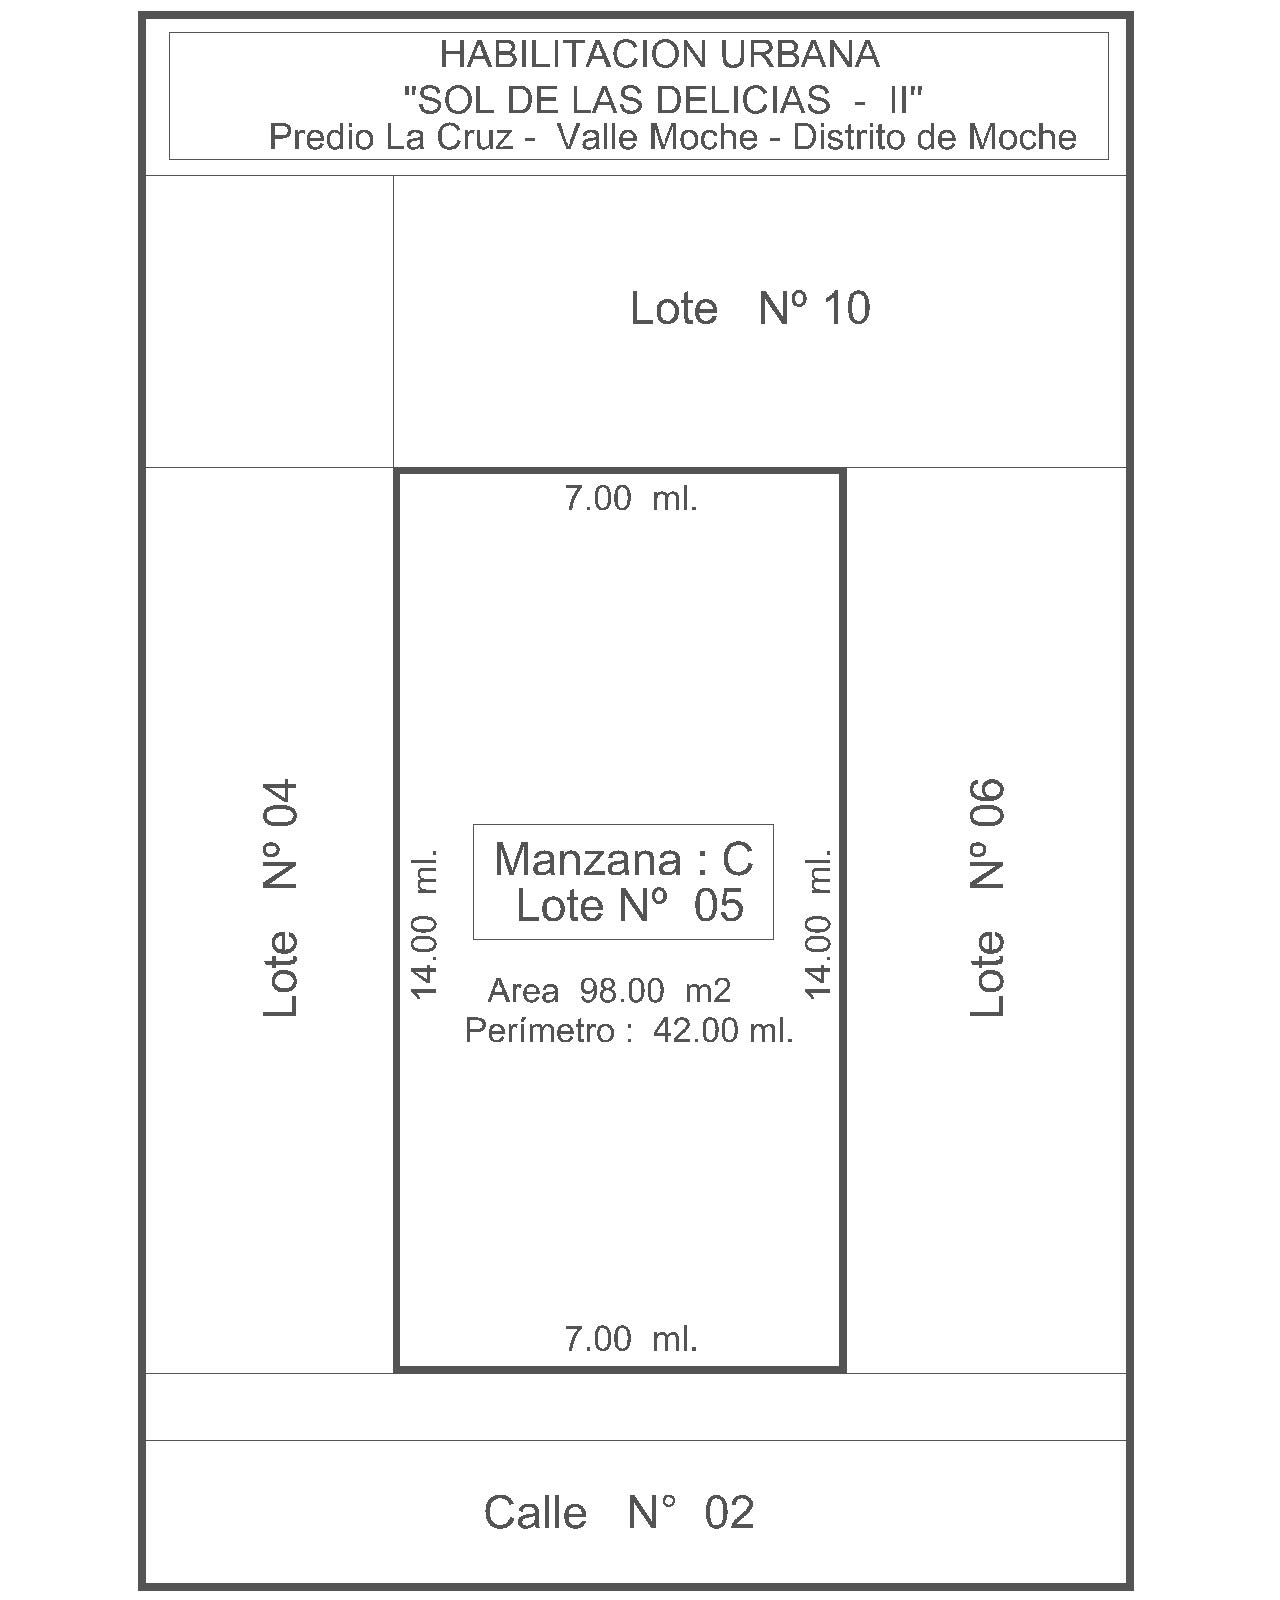 HABILITACION URBANA
"SOL DE LAS DELICIAS - II"
Predio La Cruz - Valle Moche - Distrito de Moche
Lote Nº 10
7.00 ml.
Lote Nº 04
14.00 ml.
Manzana : C
Lote Nº 05
Area 98.00 m2
Perímetro : 42.00 ml.
14.00 ml.
Lote Nº 06
7.00 ml.
Calle N° 02